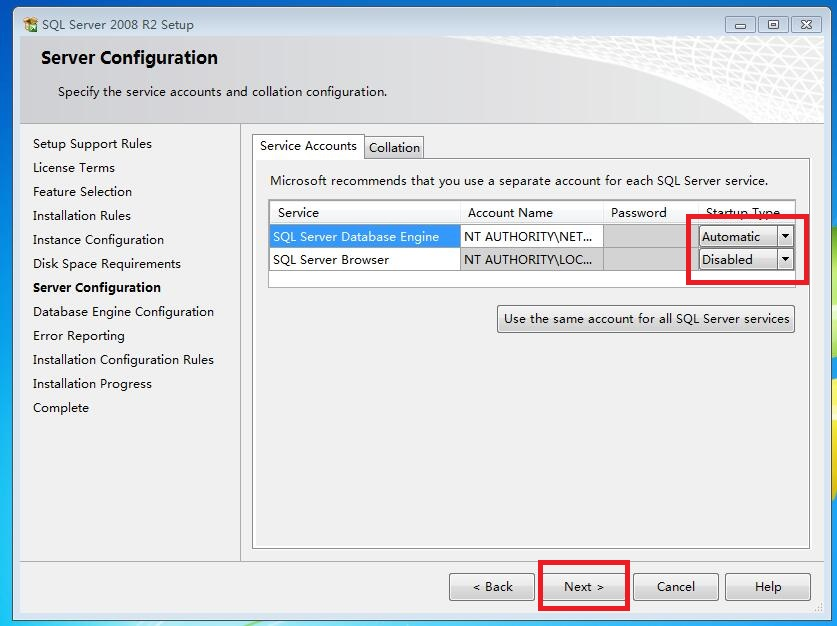 SQL Server 2008 R2 Setup
Server Configuration
Specify the service accounts and collation configuration.
Setup Support Rules
License Terms
Feature Selection
Installation Rules
Instance Configuration
Disk Space Requirements
Server Configuration
Database Engine Configuration
Error Reporting
Installation Configuration Rules
Installation Progress
Complete
Service Accounts Collation
Microsoft recommends that you use a separate account for each SQL Server service.
Service Account Name Password Startup Type
SQL Server Database Engine NT AUTHORITY\NET... Automatic
SQL Server Browser NT AUTHORITY\LOC... Disabled
Use the same account for all SQL Server services
< Back Next > Cancel Help